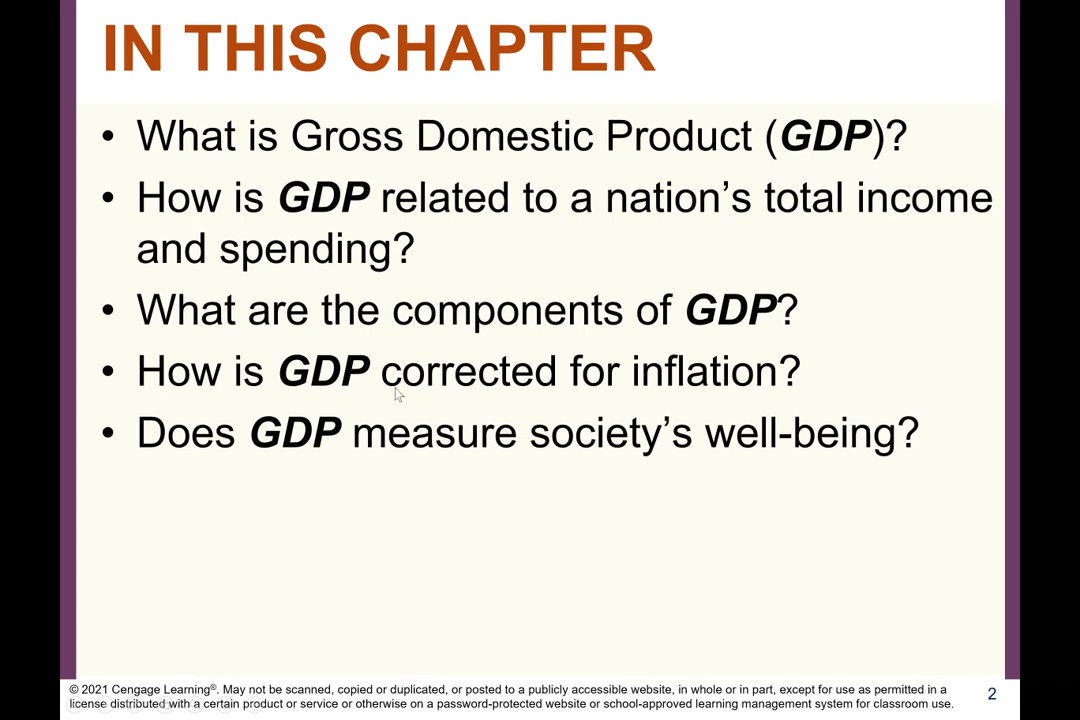 IN THIS CHAPTER
• What is Gross Domestic Product (GDP)?
• How is GDP related to a nation’s total income
and spending?
• What are the components of GDP?
• How is GDP corrected for inflation?
• Does GDP measure society’s well-being?
© 2021 Cengage Learning®. May not be scanned, copied or duplicated, or posted to a publicly accessible website, in whole or in part, except for use as permitted in a
license distributed with a certain product or service or otherwise on a password-protected website or school-approved learning management system for classroom use.
2